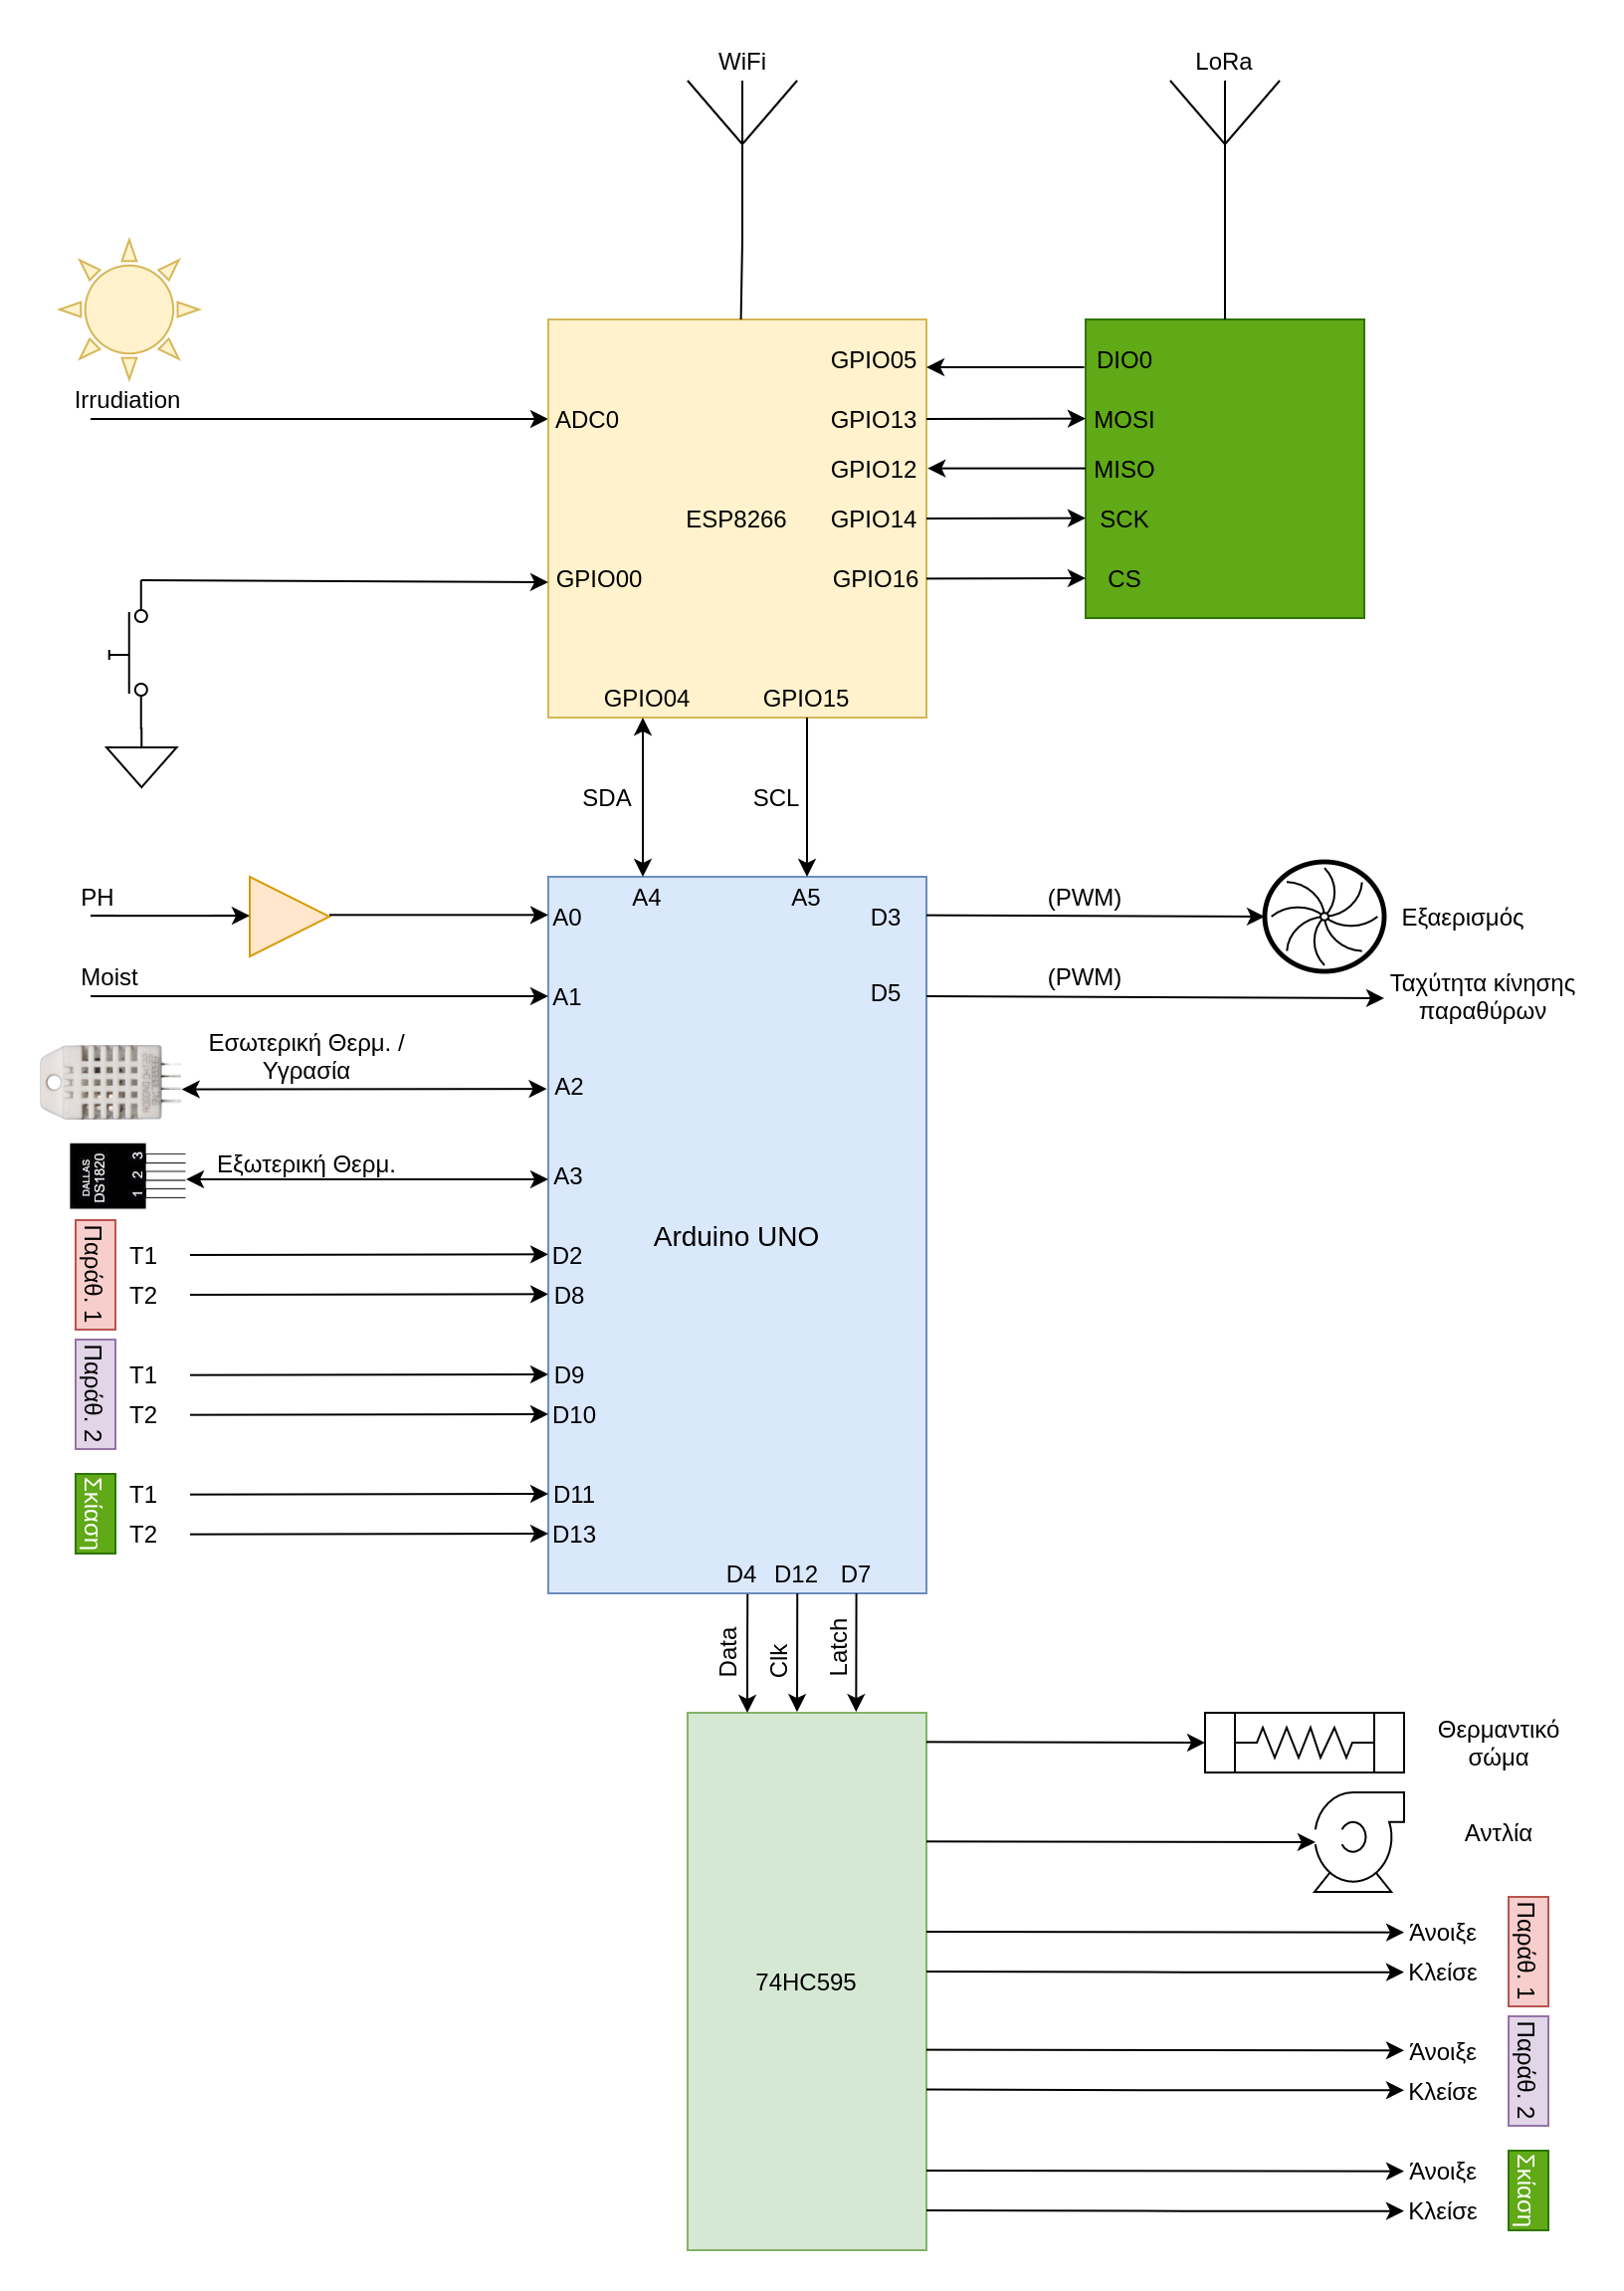 WiFi
LoRa
Irrudiation
ADC0
GPIO05
DIO0
GPIO13
MOSI
GPIO12
MISO
ESP8266
GPIO14
SCK
GPIO00
GPIO16
CS
GPIO04
GPIO15
SDA
SCL
PH
A0
A4
A5
D3
(PWM)
Εξαερισμός
Moist
A1
D5
(PWM)
Ταχύτητα κίνησης
παραθύρων
Εσωτερική Θερμ. /
Υγρασία
A2
DALLAS
DS1820
1 2 3
Εξωτερική Θερμ.
A3
Arduino UNO
Παράθ. 1
T1
D2
T2
D8
Παράθ. 2
T1
D9
T2
D10
Σκίαση
T1
D11
T2
D13
D4
D12
D7
Data
Clk
Latch
Θερμαντικό
σώμα
Αντλία
74HC595
Άνοιξε
Κλείσε
Παράθ. 1
Άνοιξε
Κλείσε
Παράθ. 2
Άνοιξε
Κλείσε
Σκίαση